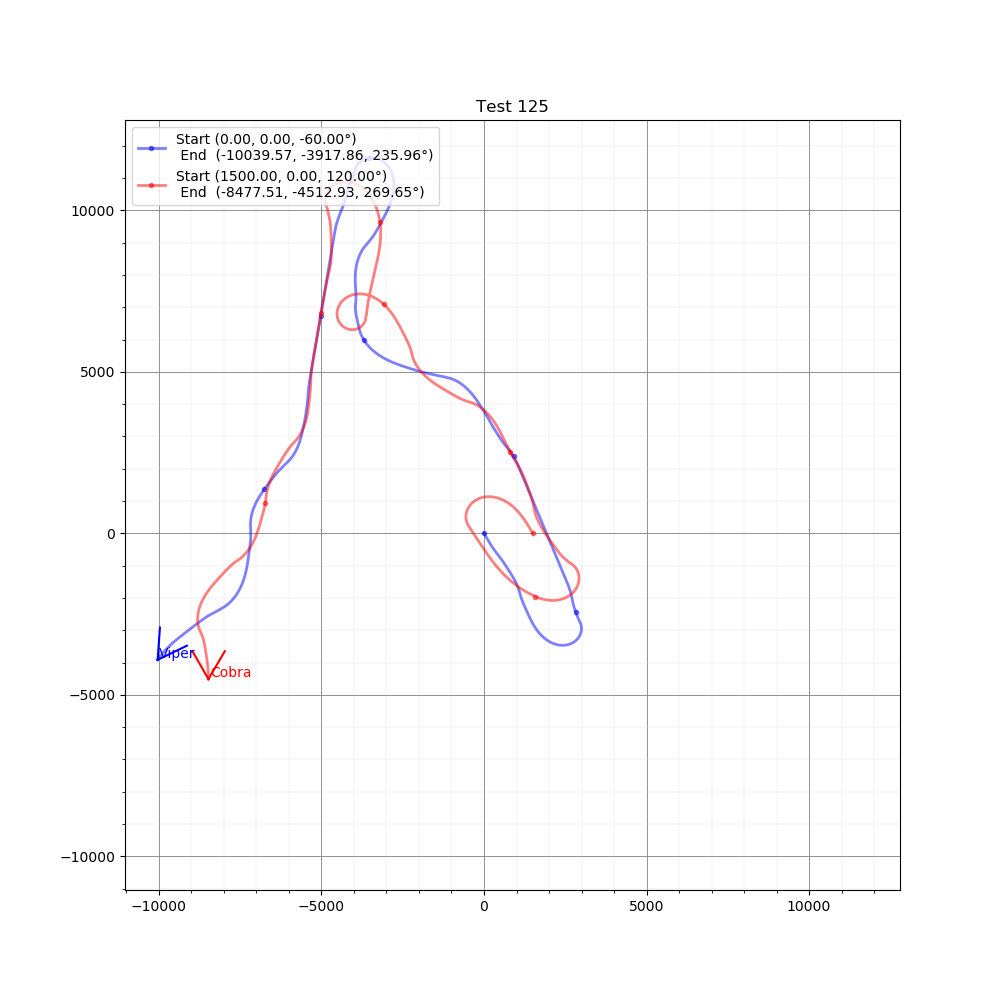 Test 125
Start (0.00, 0.00, -60.00°)
End (-10039.57, -3917.86, 235.96°)
Start (1500.00, 0.00, 120.00°)
End (-8477.51, -4512.93, 269.65°)
10000
5000
0
−5000
−10000
Viper
Cobra
−10000
−5000
0
5000
10000